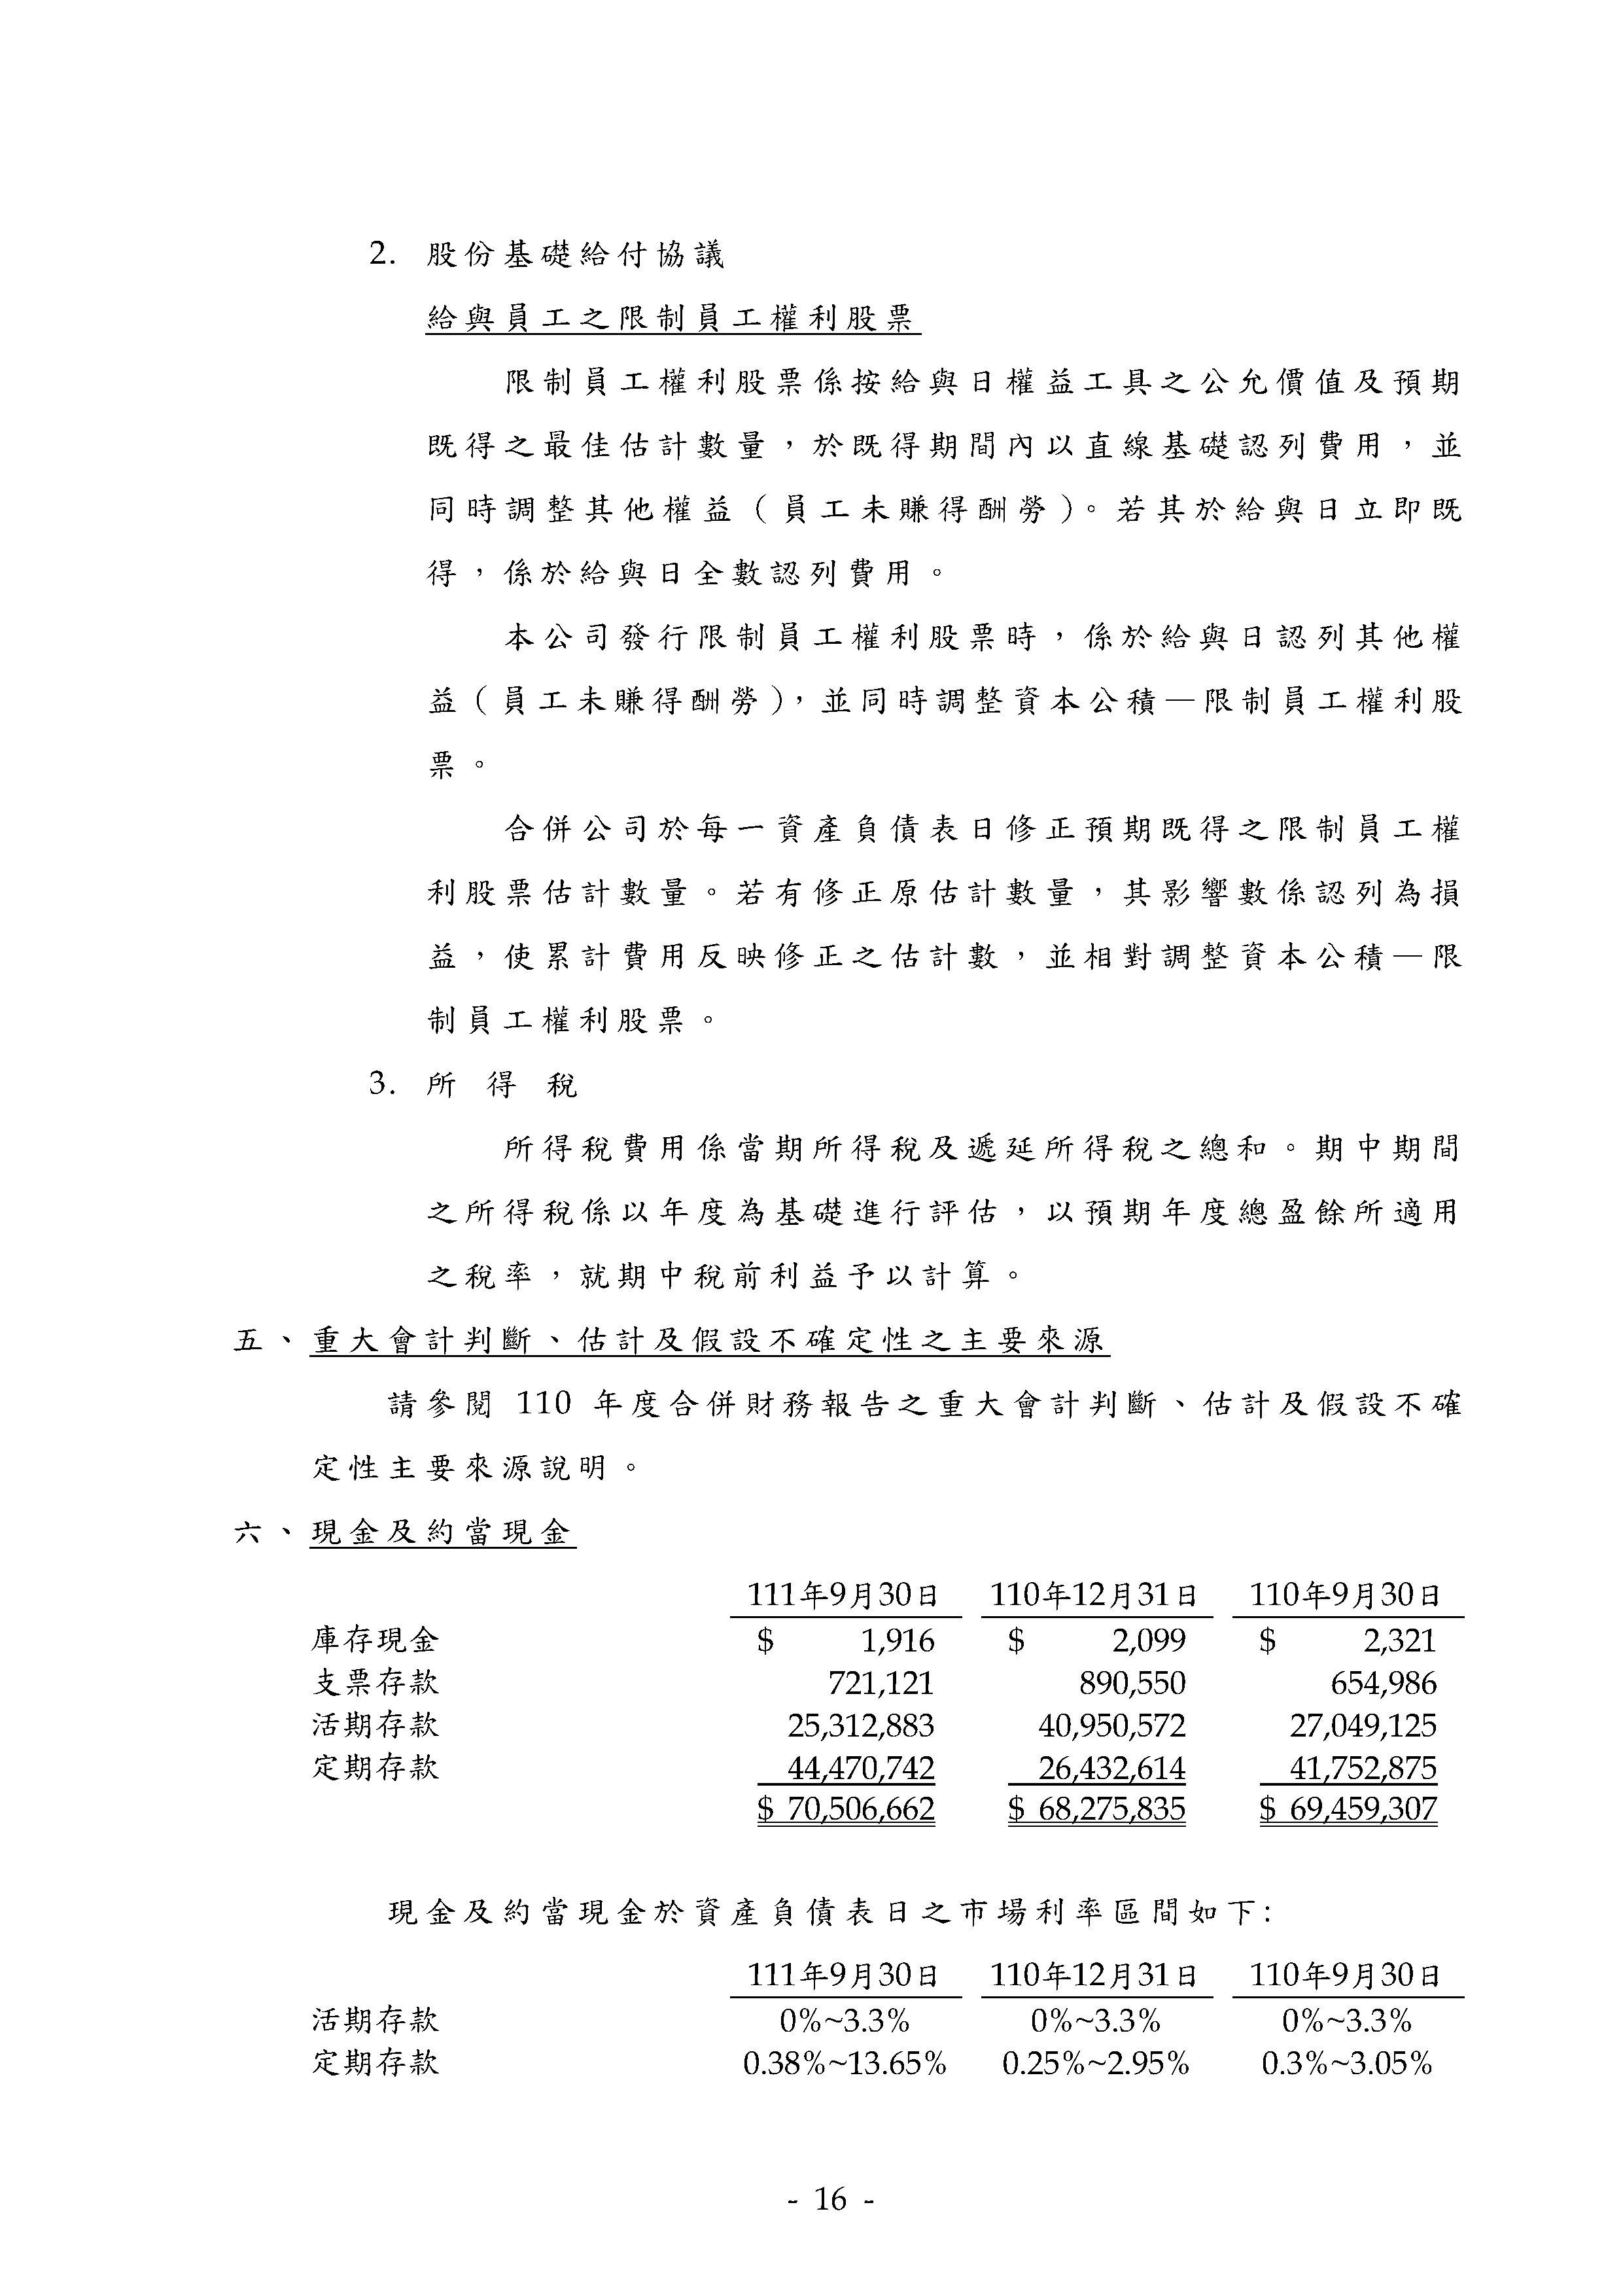 2. 股份基礎給付協議
給與員工之限制員工權利股票
限制員工權利股票係按給與日權益工具之公允價值及預期
既得之最佳估計數量，於既得期間內以直線基礎認列費用，並
同時調整其他權益（員工未賺得酬勞）。若其於給與日立即既
得，係於給與日全數認列費用。
本公司發行限制員工權利股票時，係於給與日認列其他權
益（員工未賺得酬勞），並同時調整資本公積—限制員工權利股
票。
合併公司於每一資產負債表日修正預期既得之限制員工權
利股票估計數量。若有修正原估計數量，其影響數係認列為損
益，使累計費用反映修正之估計數，並相對調整資本公積—限
制員工權利股票。
3. 所得稅
所得稅費用係當期所得稅及遞延所得稅之總和。期中期間
之所得稅係以年度為基礎進行評估，以預期年度總盈餘所適用
之稅率，就期中稅前利益予以計算。
五、重大會計判斷、估計及假設不確定性之主要來源
請參閱 110 年度合併財務報告之重大會計判斷、估計及假設不確
定性主要來源說明。
六、現金及約當現金
111年9月30日 110年12月31日 110年9月30日
庫存現金 $ 1,916 $ 2,099 $ 2,321
支票存款 721,121 890,550 654,986
活期存款 25,312,883 40,950,572 27,049,125
定期存款 44,470,742 26,432,614 41,752,875
$ 70,506,662 $ 68,275,835 $ 69,459,307
現金及約當現金於資產負債表日之市場利率區間如下：
111年9月30日 110年12月31日 110年9月30日
活期存款 0%~3.3% 0%~3.3% 0%~3.3%
定期存款 0.38%~13.65% 0.25%~2.95% 0.3%~3.05%
- 16 -